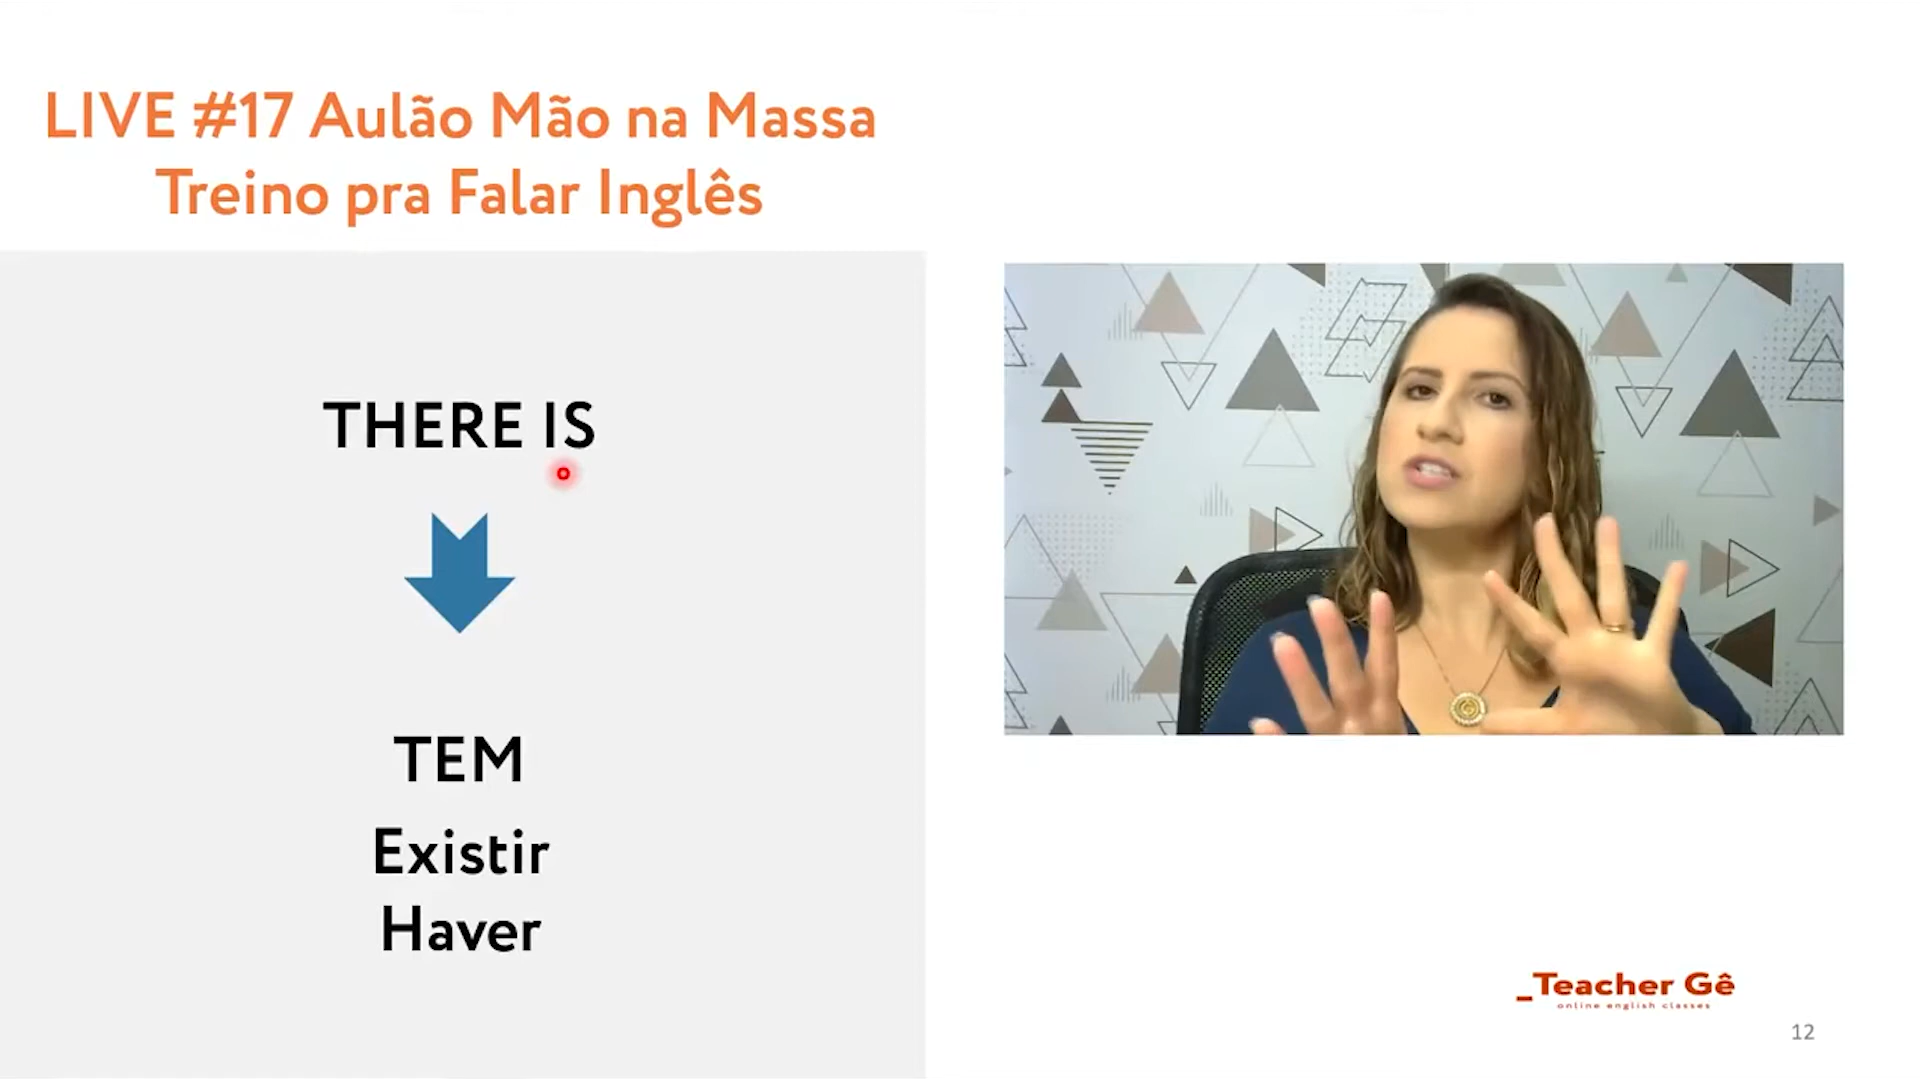 LIVE #17 Aulão Mão na Massa
Treino pra Falar Inglês
THERE IS
TEM
Existir
Haver
_Teacher Gê
online english classes
12